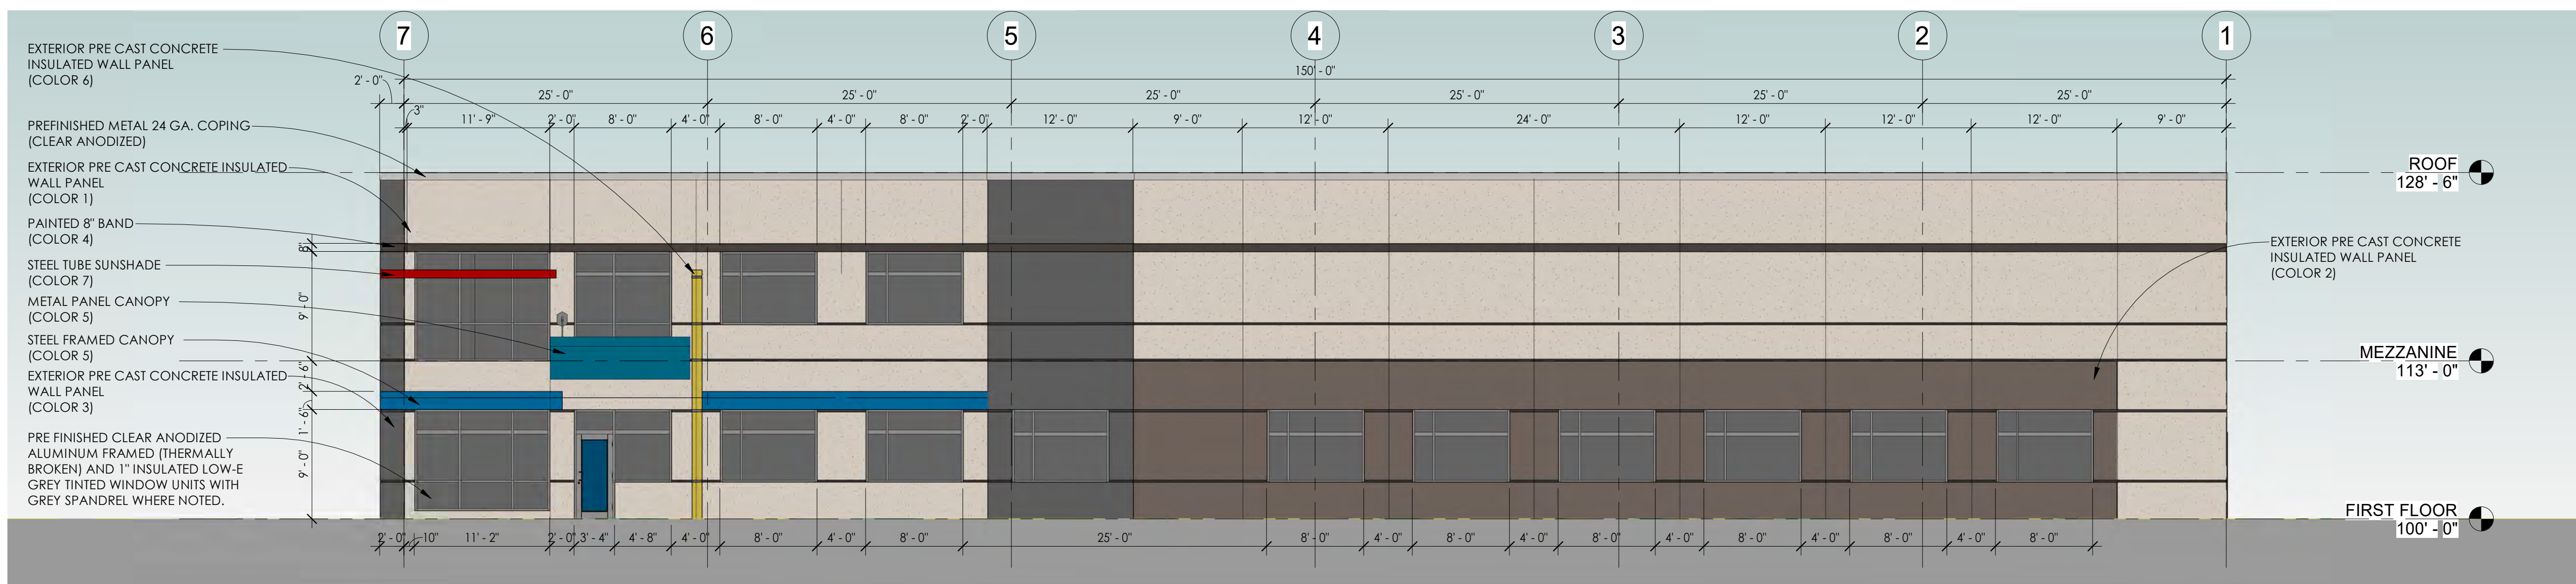 7
6
5
4
3
2
1
EXTERIOR PRE CAST CONCRETE
INSULATED WALL PANEL
(COLOR 6)
150' - 0"
2' - 0"
25' - 0"
25' - 0"
25' - 0"
25' - 0"
25' - 0"
25' - 0"
3"
11' - 9"
2' - 0"
8' - 0"
4' - 0"
8' - 0"
4' - 0"
8' - 0"
2' - 0"
12' - 0"
9' - 0"
12' - 0"
24' - 0"
12' - 0"
12' - 0"
12' - 0"
9' - 0"
PREFINISHED METAL 24 GA. COPING
(CLEAR ANODIZED)
EXTERIOR PRE CAST CONCRETE INSULATED
WALL PANEL
(COLOR 1)
ROOF
128' - 6"
PAINTED 8" BAND
(COLOR 4)
8"
EXTERIOR PRE CAST CONCRETE
INSULATED WALL PANEL
(COLOR 2)
STEEL TUBE SUNSHADE
(COLOR 7)
METAL PANEL CANOPY
(COLOR 5)
9' - 0"
STEEL FRAMED CANOPY
(COLOR 5)
MEZZANINE
113' - 0"
EXTERIOR PRE CAST CONCRETE INSULATED
WALL PANEL
(COLOR 3)
2' - 6"
1' - 6"
PRE FINISHED CLEAR ANODIZED
ALUMINUM FRAMED (THERMALLY
BROKEN) AND 1" INSULATED LOW-E
GREY TINTED WINDOW UNITS WITH
GREY SPANDREL WHERE NOTED.
9' - 0"
FIRST FLOOR
100' - 0"
2' - 0"
10"
11' - 2"
2' - 0"
3' - 4"
4' - 8"
4' - 0"
8' - 0"
4' - 0"
8' - 0"
25 -0"
8' - 0"
4' - 0"
8' - 0"
4' - 0"
8' - 0"
4' - 0"
8' - 0"
4' - 0"
8' - 0"
4' - 0"
8' - 0"